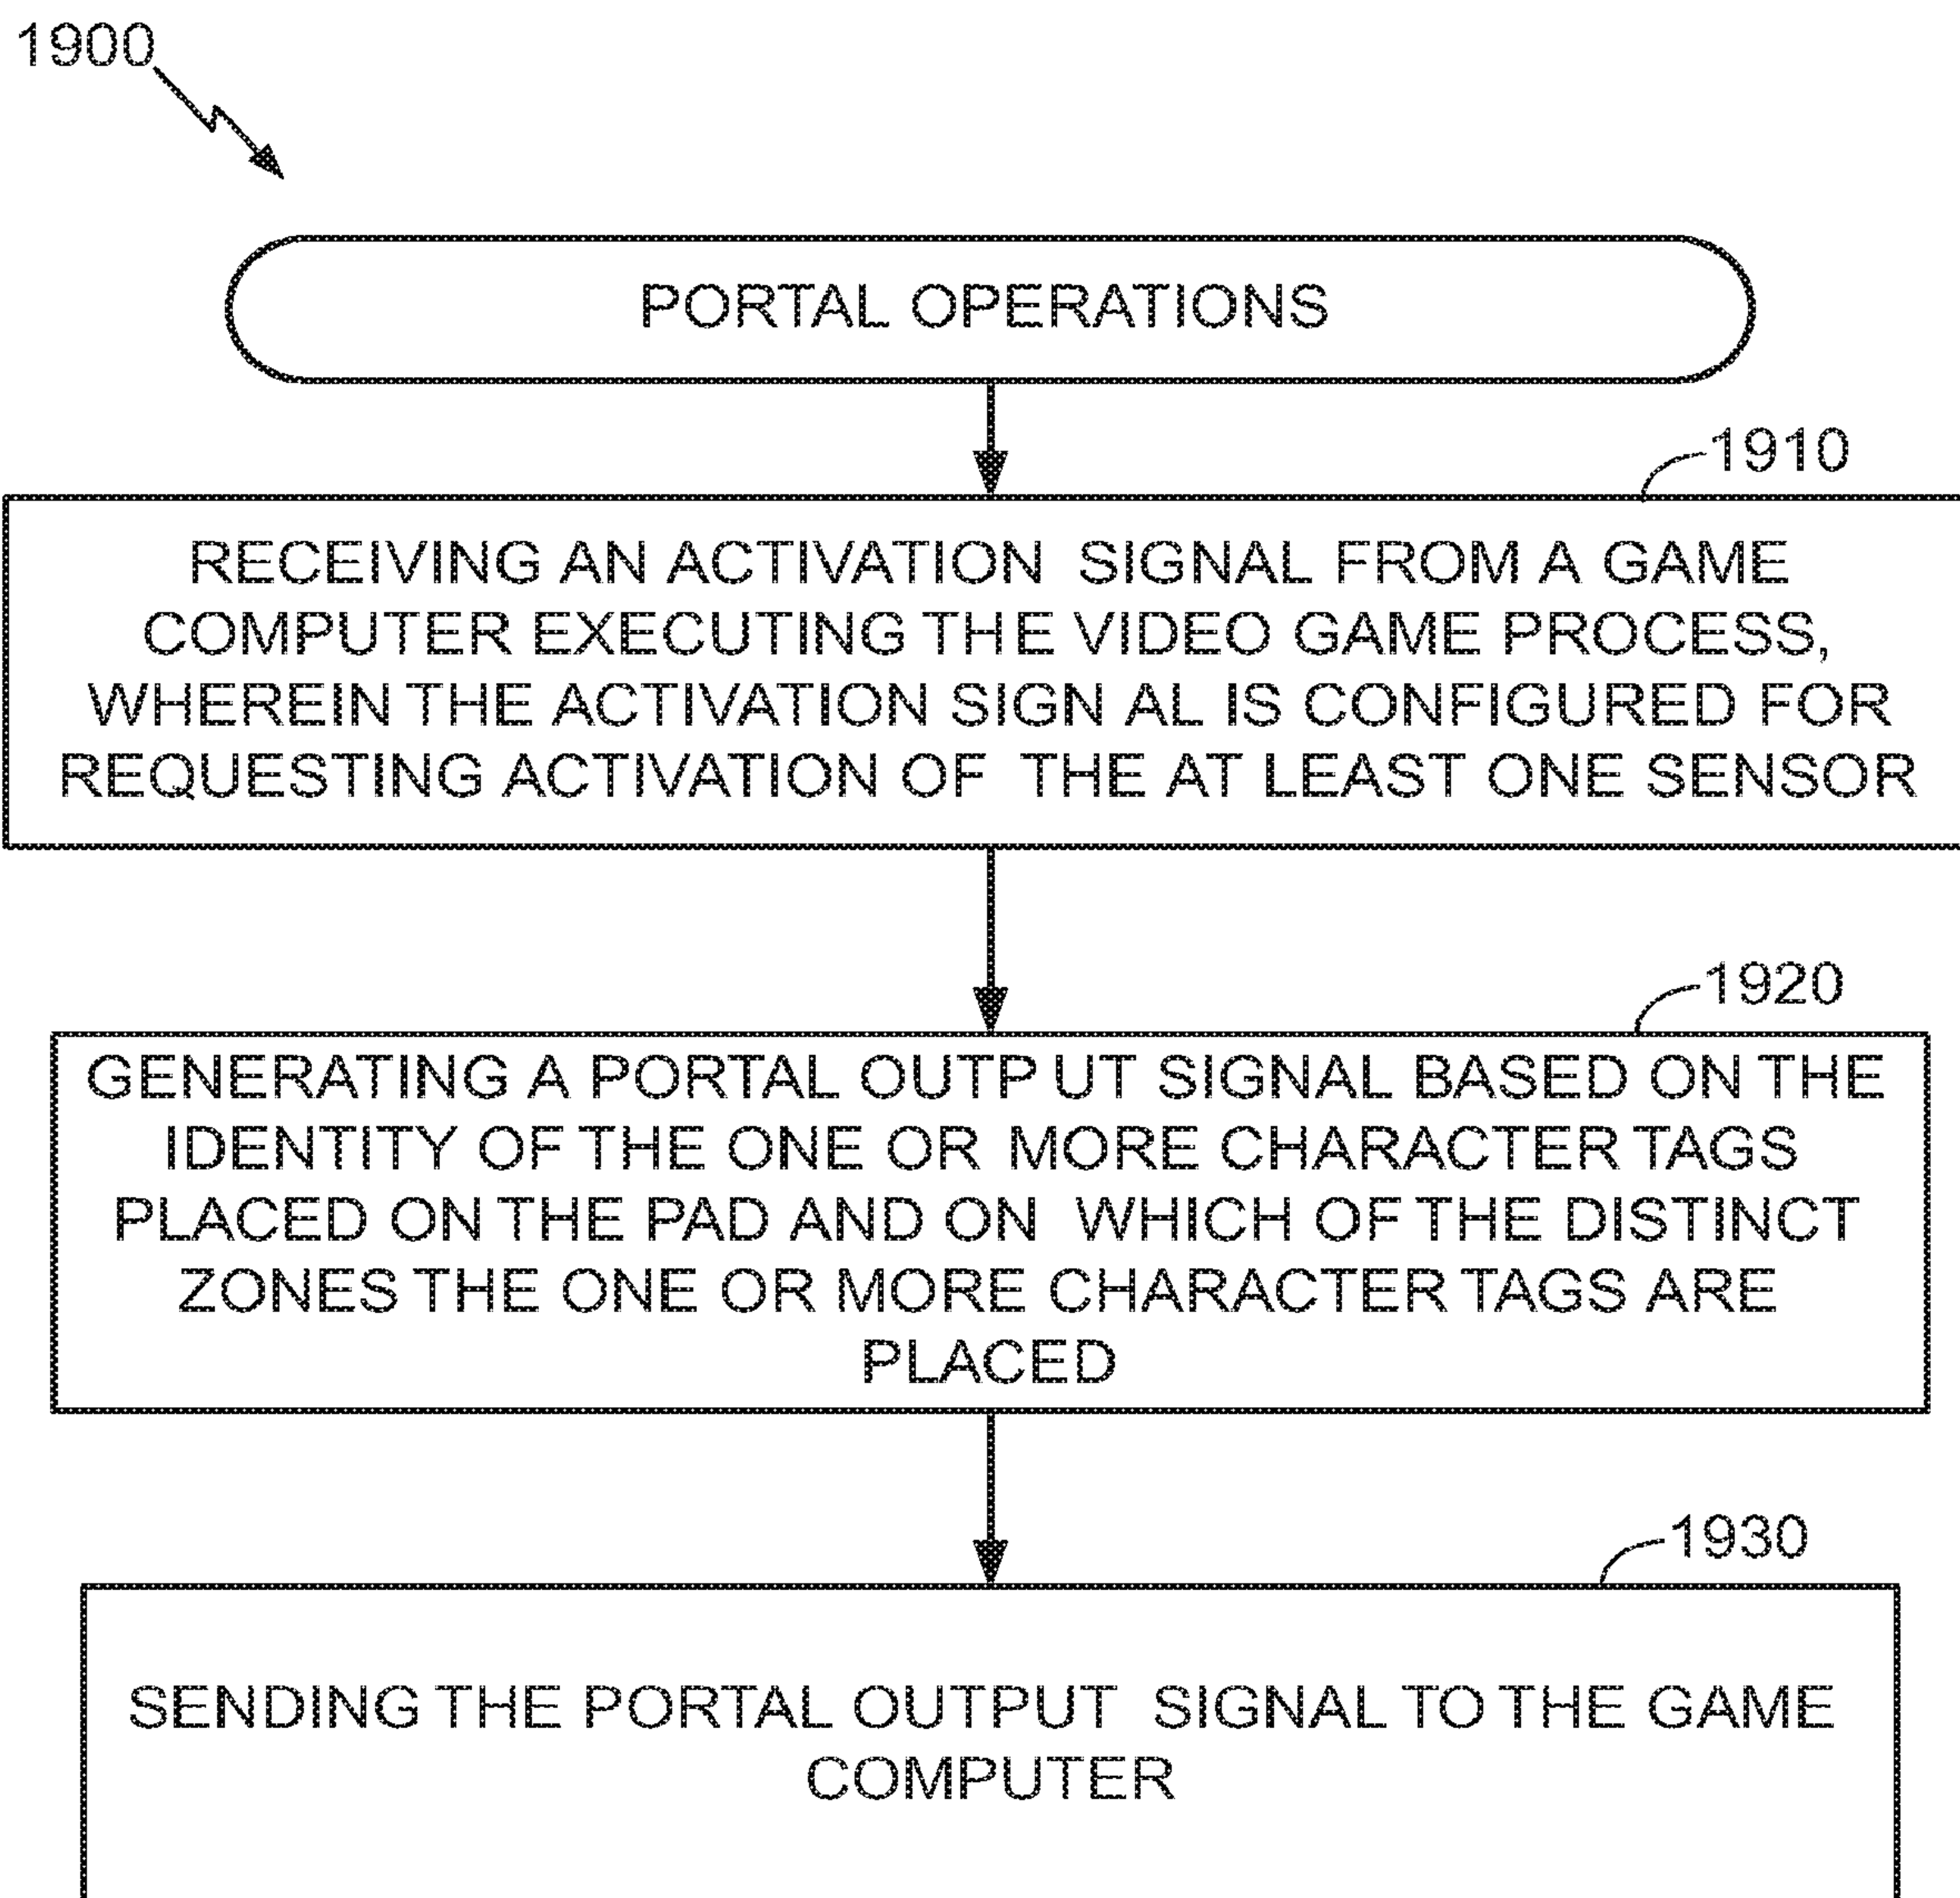 1900
PORTAL OPERATIONS
1910
RECEIVING AN ACTIVATION SIGNAL FROM A GAME
COMPUTER EXECUTING THE VIDEO GAME PROCESS,
WHEREIN THE ACTIVATION SIGN AL IS CONFIGURED FOR
REQUESTING ACTIVATION OF THE AT LEAST ONE SENSOR
1920
GENERATING A PORTAL OUTP UT SIGNAL BASED ON THE
IDENTITY OF THE ONE OR MORE CHARACTER TAGS
PLACED ON THE PAD AND ON WHICH OF THE DISTINCT
ZONES THE ONE OR MORE CHARACTER TAGS ARE
PLACED
1930
SENDING THE PORTAL OUTPUT SIGNAL TO THE GAME
COMPUTER